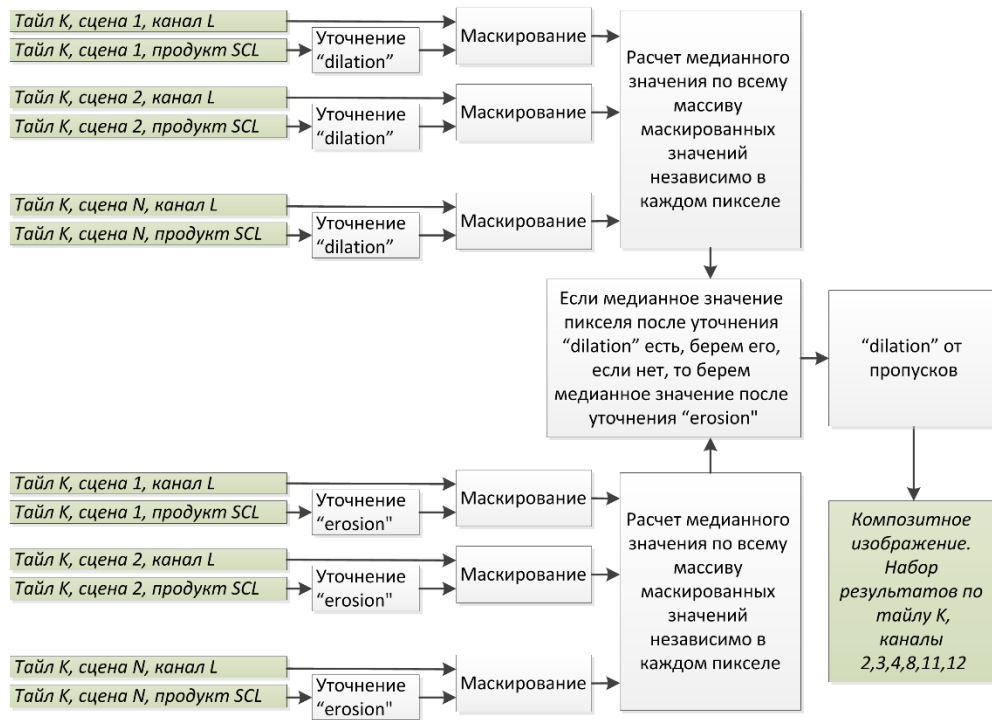 Тайл K, сцена 1, канал L
Тайл K, сцена 1, продукт SCL
Уточнение
“dilation”
Маскирование
Тайл K, сцена 2, канал L
Тайл K, сцена 2, продукт SCL
Уточнение
“dilation”
Маскирование
Тайл K, сцена N, канал L
Тайл K, сцена N, продукт SCL
Уточнение
“dilation”
Маскирование
Расчет медианного
значения по всему
массиву
маскированных
значений
независимо в
каждом пикселе
Если медианное значение
пикселя после уточнения
“dilation” есть, берем его,
если нет, то берем
медианное значение после
уточнения “erosion"
“dilation” от
пропусков
Тайл K, сцена 1, канал L
Тайл K, сцена 1, продукт SCL
Уточнение
“erosion"
Маскирование
Тайл K, сцена 2, канал L
Тайл K, сцена 2, продукт SCL
Уточнение
“erosion"
Маскирование
Тайл K, сцена N, канал L
Тайл K, сцена N, продукт SCL
Уточнение
“erosion"
Маскирование
Расчет медианного
значения по всему
массиву
маскированных
значений
независимо в
каждом пикселе
Композитное
изображение.
Набор
результатов по
тайлу K,
каналы
2,3,4,8,11,12